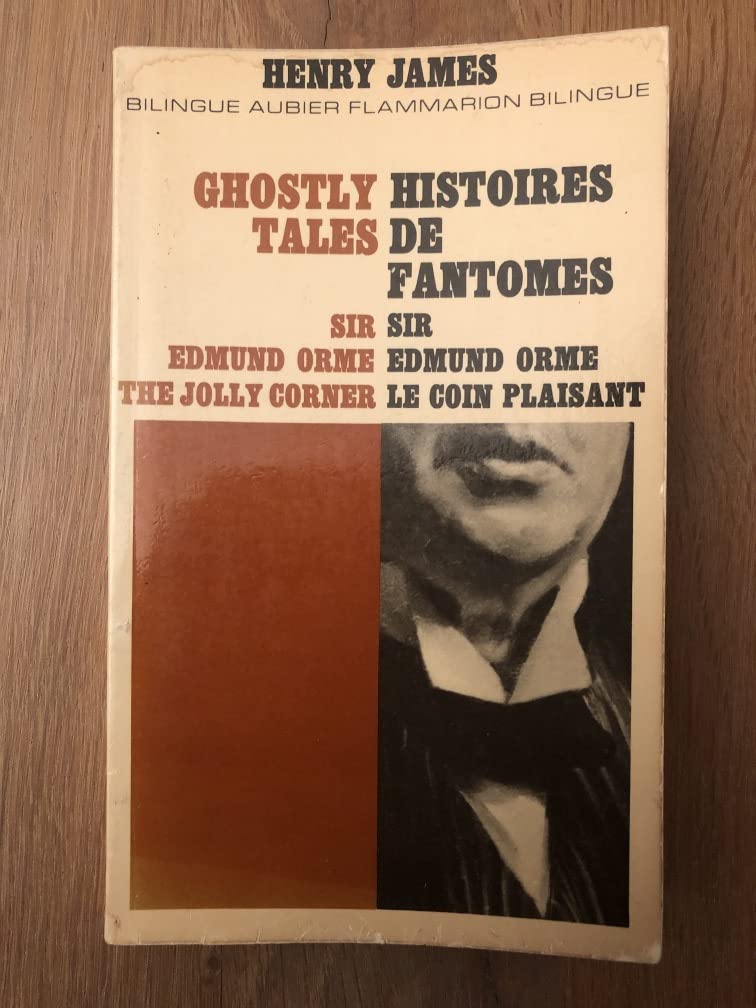 HENRY JAMES
BILINGUE AUBIER FLAMMARION BILINGUE
GHOSTLY
TALES
SIR
EDMUND ORME
THE JOLLY CORNER
HISTOIRES
DE
FANTOMES
SIR
EDMUND ORME
LE COIN PLAISANT